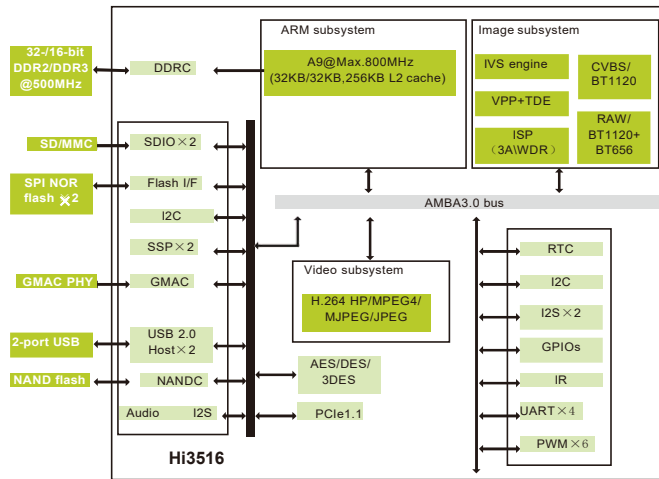 32-/16-bit
DDR2/DDR3
@500MHz
DDRC
ARM subsystem
A9@Max.800MHz
(32KB/32KB,256KB L2 cache)
Image subsystem
IVS engine
CVBS/
BT1120
VPP+TDE
ISP
（3A\WDR）
RAW/
BT1120+
BT656
SD/MMC
SDIO×2
SPI NOR
flash ×2
Flash I/F
I2C
SSP×2
GMAC PHY
GMAC
2-port USB
USB 2.0
Host×2
NAND flash
NANDC
Audio I2S
AMBA3.0 bus
Video subsystem
H.264 HP/MPEG4/
MJPEG/JPEG
AES/DES/
3DES
PCIe1.1
RTC
I2C
I2S×2
GPIOs
IR
UART×4
PWM×6
Hi3516